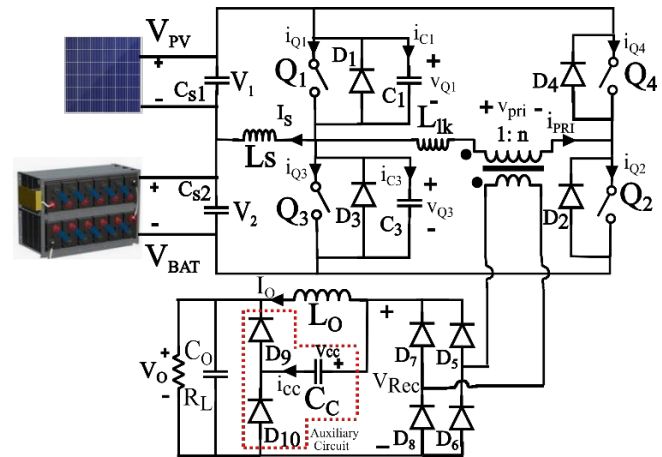 V_PV
+
-
C_s1
V_1
i_Q1
D_1
i_C1
+
v_Q1
-
Q_1
C_1
D_4
i_Q4
Q_4
I_s
L_s
L_lk
+ v_pri -
1: n
i_PRI
+
-
C_s2
V_2
V_BAT
i_Q3
D_3
i_C3
+
v_Q3
-
Q_3
C_3
i_Q2
D_2
Q_2
I_O
L_O
+
V_O
-
C_O
R_L
D_9
v_cc
+
i_cc
C_C
D_10
Auxiliary
Circuit
+
V_Rec
-
D_7
D_5
D_8
D_6